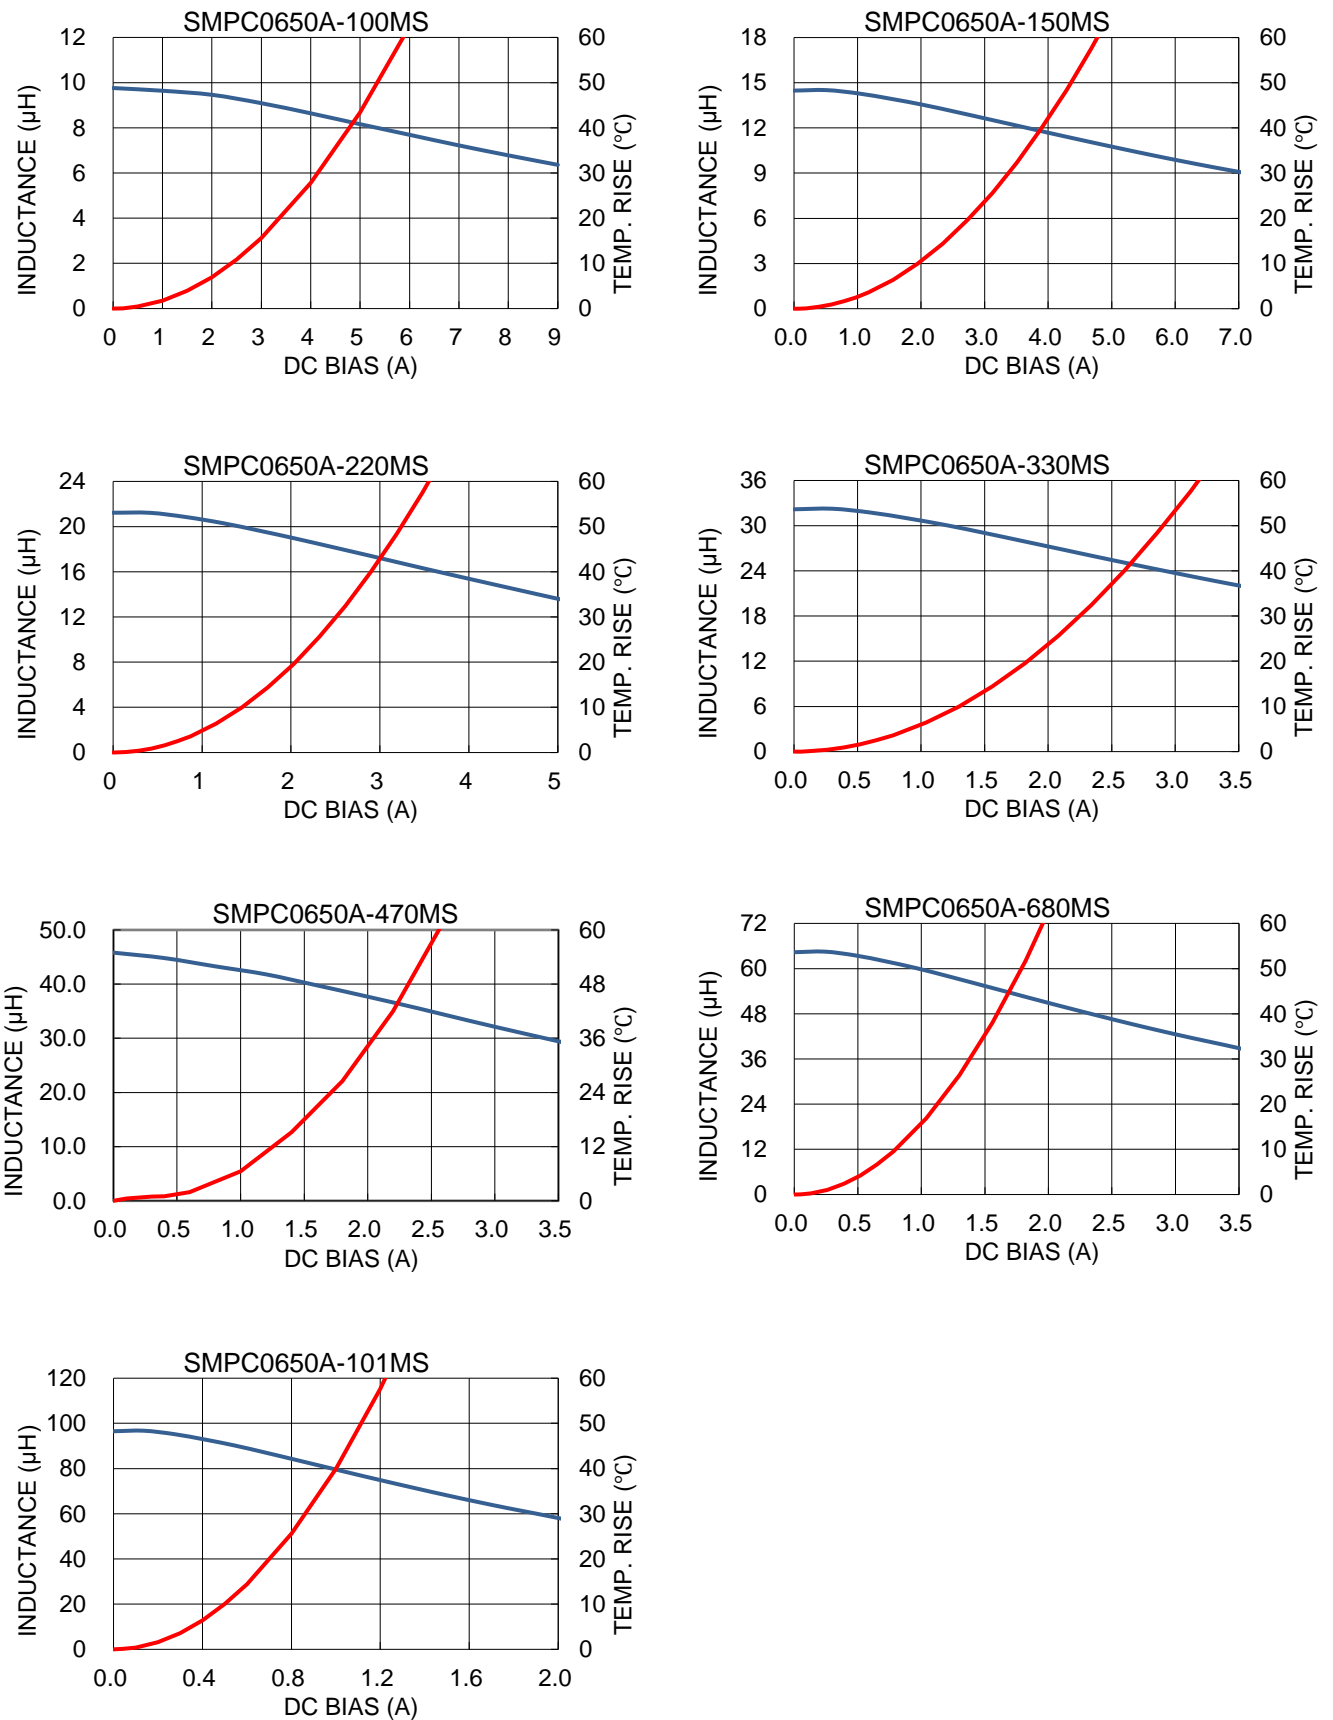 SMPC0650A-100MS
12
10
8
6
4
2
0
INDUCTANCE (µH)
60
50
40
30
20
10
0
TEMP. RISE (℃)
0 1 2 3 4 5 6 7 8 9
DC BIAS (A)
SMPC0650A-150MS
18
15
12
9
6
3
0
INDUCTANCE (µH)
60
50
40
30
20
10
0
TEMP. RISE (℃)
0.0 1.0 2.0 3.0 4.0 5.0 6.0 7.0
DC BIAS (A)
SMPC0650A-220MS
24
20
16
12
8
4
0
INDUCTANCE (µH)
60
50
40
30
20
10
0
TEMP. RISE (℃)
0 1 2 3 4 5
DC BIAS (A)
SMPC0650A-330MS
36
30
24
18
12
6
0
INDUCTANCE (µH)
60
50
40
30
20
10
0
TEMP. RISE (℃)
0.0 0.5 1.0 1.5 2.0 2.5 3.0 3.5
DC BIAS (A)
SMPC0650A-470MS
50.0
40.0
30.0
20.0
10.0
0.0
INDUCTANCE (µH)
60
48
36
24
12
0
TEMP. RISE (℃)
0.0 0.5 1.0 1.5 2.0 2.5 3.0 3.5
DC BIAS (A)
SMPC0650A-680MS
72
60
48
36
24
12
0
INDUCTANCE (µH)
60
50
40
30
20
10
0
TEMP. RISE (℃)
0.0 0.5 1.0 1.5 2.0 2.5 3.0 3.5
DC BIAS (A)
SMPC0650A-101MS
120
100
80
60
40
20
0
INDUCTANCE (µH)
60
50
40
30
20
10
0
TEMP. RISE (℃)
0.0 0.4 0.8 1.2 1.6 2.0
DC BIAS (A)